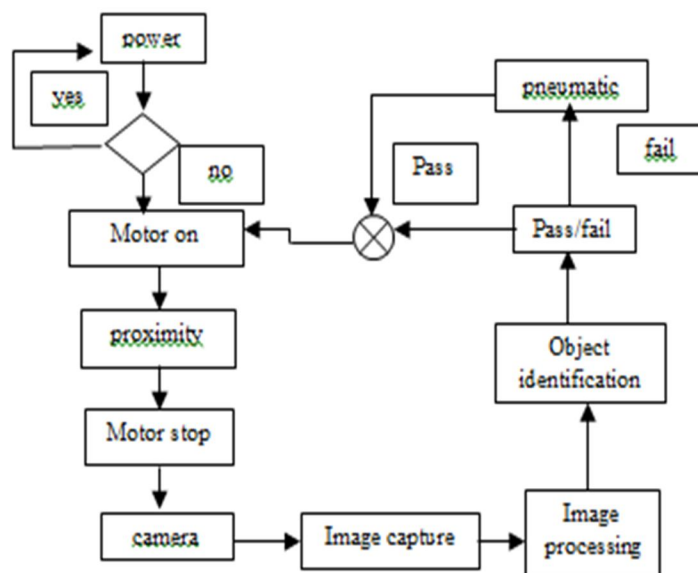 power
yes
no
Motor on
proximity
Motor stop
camera
Image capture
Image
processing
Object
identification
Pass/fail
fail
pneumatic
Pass